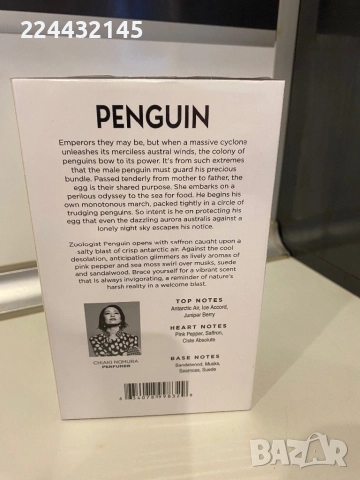 224432145
PENGUIN
Emperors they may be, but when a massive cyclone
unleashes its merciless astral winds, the colony of
penguins bow to its power. It's from such extremes
that the male penguin must guard his precious
bundle. Passed tenderly from mother to father, the
egg is their shared purpose. She embarks on a
perilous odyssey to the sea for food. He begins his
own monotonous march, packed tightly in a circle of
trudging penguins. So intent is he on protecting his
egg that even the dazzling aurora australis against a
lonely night sky escapes his notice.
Zoologist Penguin opens with saffron caught upon a
salty blast of crisp antarctic air. Against the cool
desolation, anticipation glimmers as lively aromas of
pink pepper and sea moss swirl over musks, suede
and sandalwood. Brace yourself for a vibrant scent
that is always invigorating, a reminder of nature's
harsh reality in a welcome blast.
TOP NOTES
Antarctic Air, Ice Accord,
Juniper Berry
HEART NOTES
Pink Pepper, Saffron,
Ciste Absolute
BASE NOTES
Sandalwood, Musks,
Seamoss, Suede
CHIAKI NOMURA
PERFUMER
BAZAR
bg